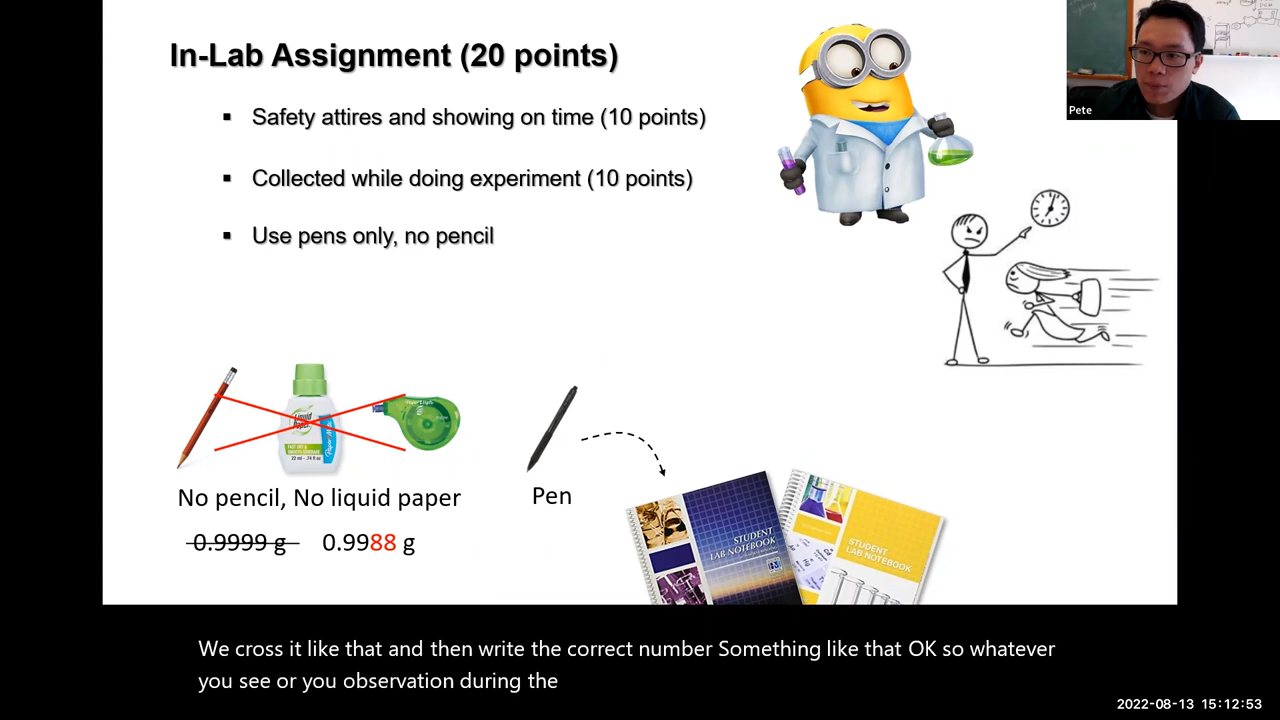 In-Lab Assignment (20 points)
▪ Safety attires and showing on time (10 points)
▪ Collected while doing experiment (10 points)
▪ Use pens only, no pencil
Pete
Liquid
Paper
No pencil, No liquid paper
Pen
0.9999 g 0.9988 g
STUDENT
LAB NOTEBOOK
STUDENT
LAB NOTEBOOK
We cross it like that and then write the correct number Something like that OK so whatever
you see or you observation during the
2022-08-13 15:12:53